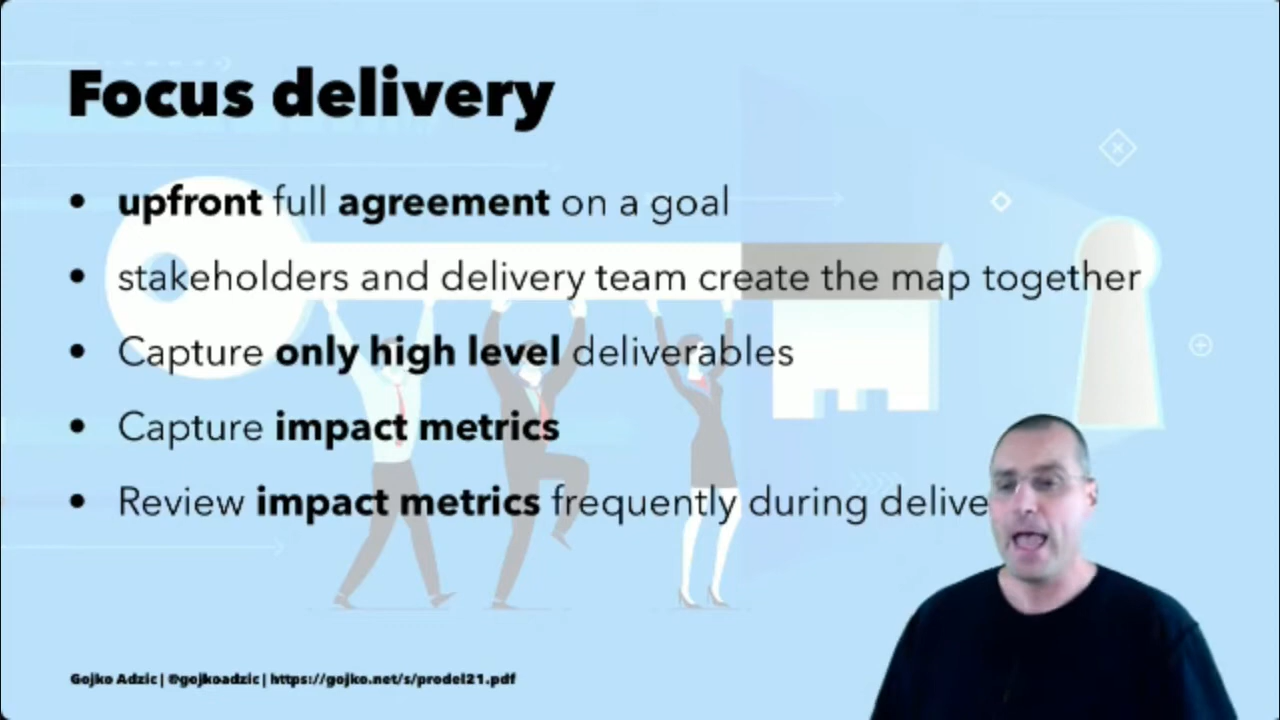 Focus delivery
• upfront full agreement on a goal
• stakeholders and delivery team create the map together
• Capture only high level deliverables
• Capture impact metrics
• Review impact metrics frequently during delive
Gojko Adzic | @gojkoadzic | https://gojko.net/s/prodel21.pdf